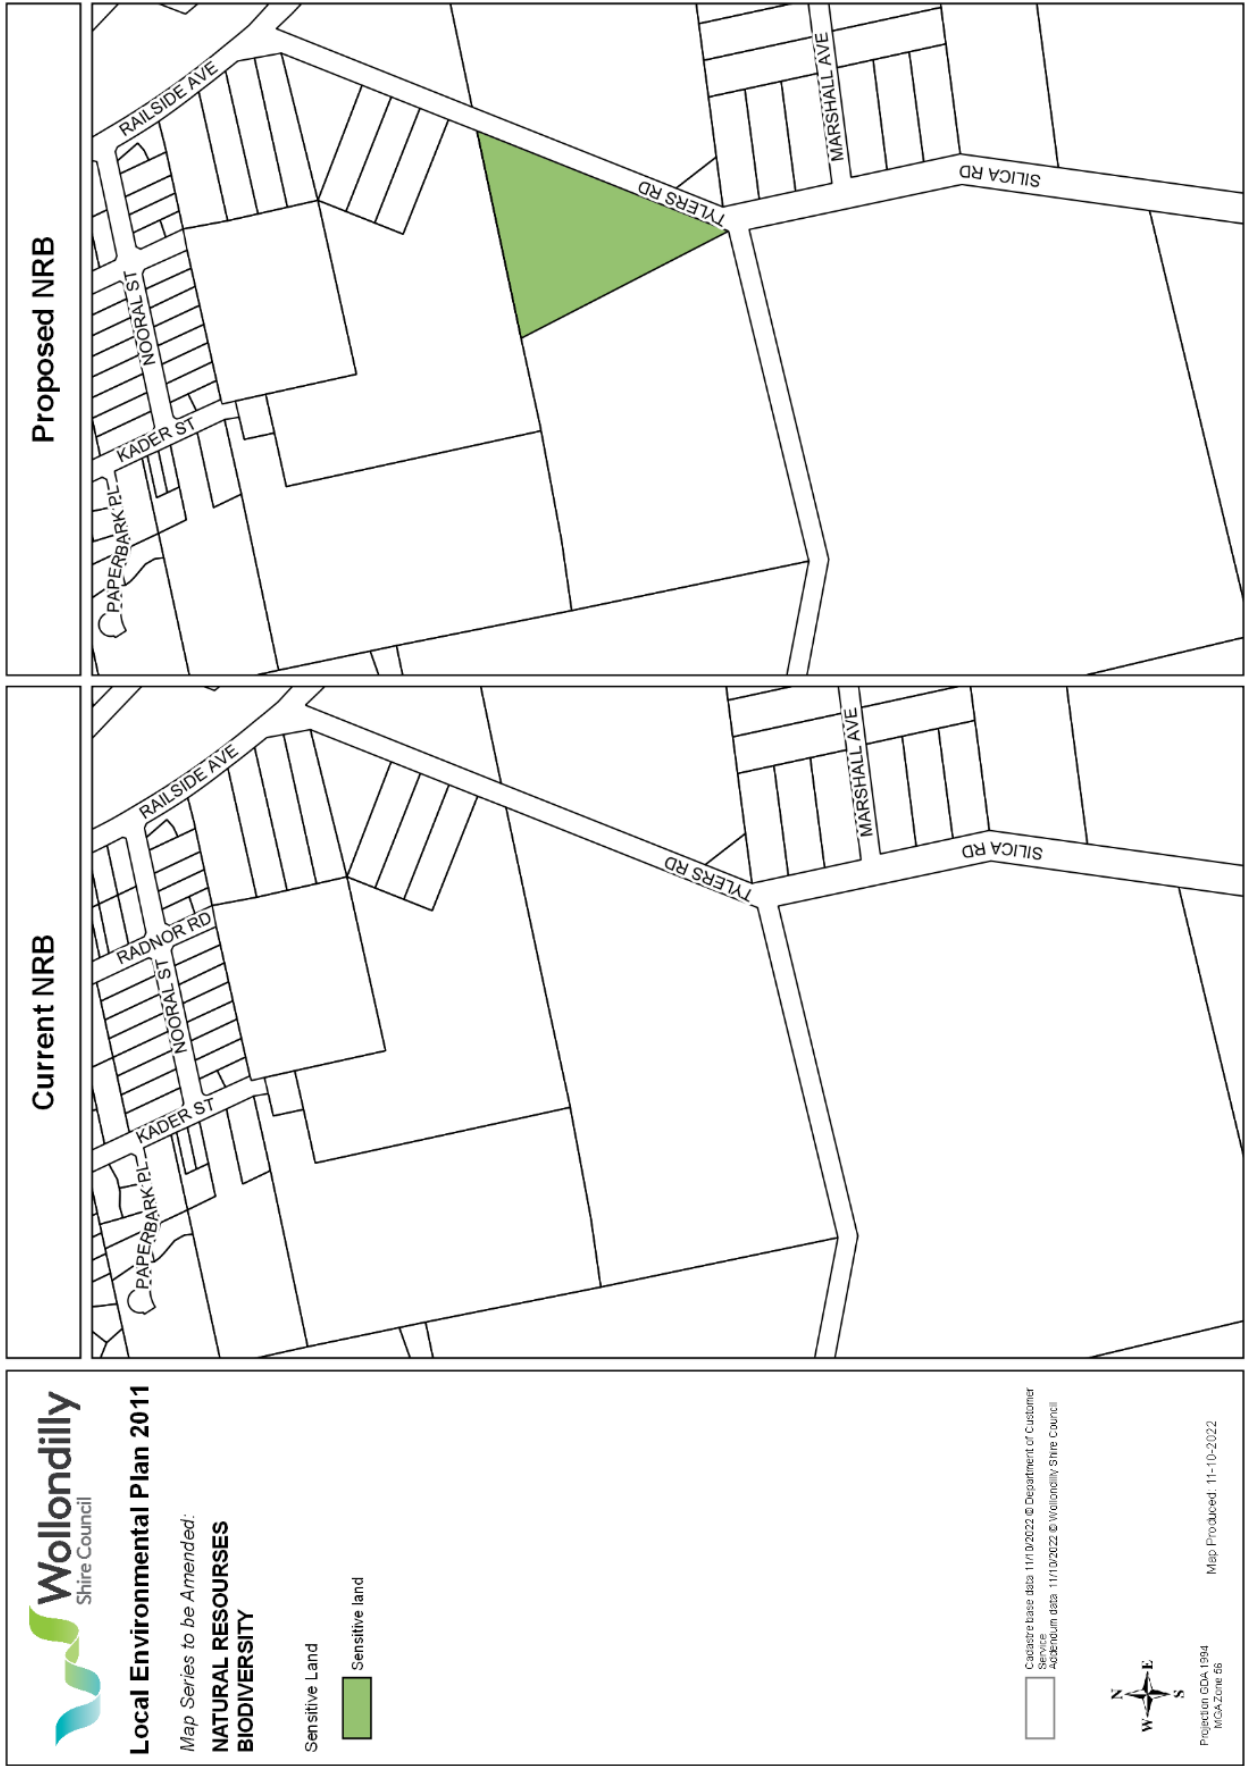 Wollondilly
Shire Council
Local Environmental Plan 2011
Map Series to be Amended:
NATURAL RESOURSES
BIODIVERSITY
Sensitive Land
Sensitive land
Cadastre base data 11/10/2022 © Department of Customer
Service
Addendum data 11/10/2022 © Wollondilly Shire Council
N
W
E
S
Projection GDA 1994
MGA Zone 56
Map Produced: 11-10-2022
Current NRB
PAPERBARK PL
KADER ST
NOORAL ST
RADNOR RD
RAILSIDE AVE
TYLERS RD
MARSHALL AVE
SILICA RD
Proposed NRB
PAPERBARK PL
KADER ST
NOORAL ST
RAILSIDE AVE
TYLERS RD
MARSHALL AVE
SILICA RD